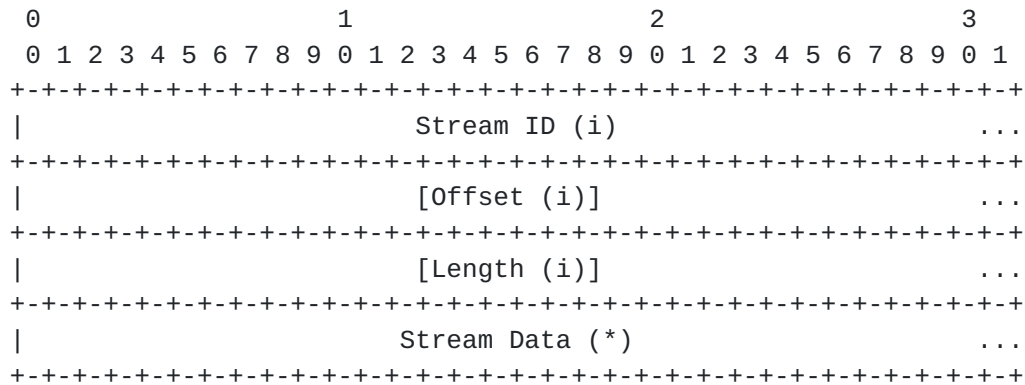 0                   1                   2                   3
 0 1 2 3 4 5 6 7 8 9 0 1 2 3 4 5 6 7 8 9 0 1 2 3 4 5 6 7 8 9 0 1
+-+-+-+-+-+-+-+-+-+-+-+-+-+-+-+-+-+-+-+-+-+-+-+-+-+-+-+-+-+-+-+-+
|                         Stream ID (i)                       ...
+-+-+-+-+-+-+-+-+-+-+-+-+-+-+-+-+-+-+-+-+-+-+-+-+-+-+-+-+-+-+-+-+
|                         [Offset (i)]                        ...
+-+-+-+-+-+-+-+-+-+-+-+-+-+-+-+-+-+-+-+-+-+-+-+-+-+-+-+-+-+-+-+-+
|                         [Length (i)]                        ...
+-+-+-+-+-+-+-+-+-+-+-+-+-+-+-+-+-+-+-+-+-+-+-+-+-+-+-+-+-+-+-+-+
|                        Stream Data (*)                      ...
+-+-+-+-+-+-+-+-+-+-+-+-+-+-+-+-+-+-+-+-+-+-+-+-+-+-+-+-+-+-+-+-+